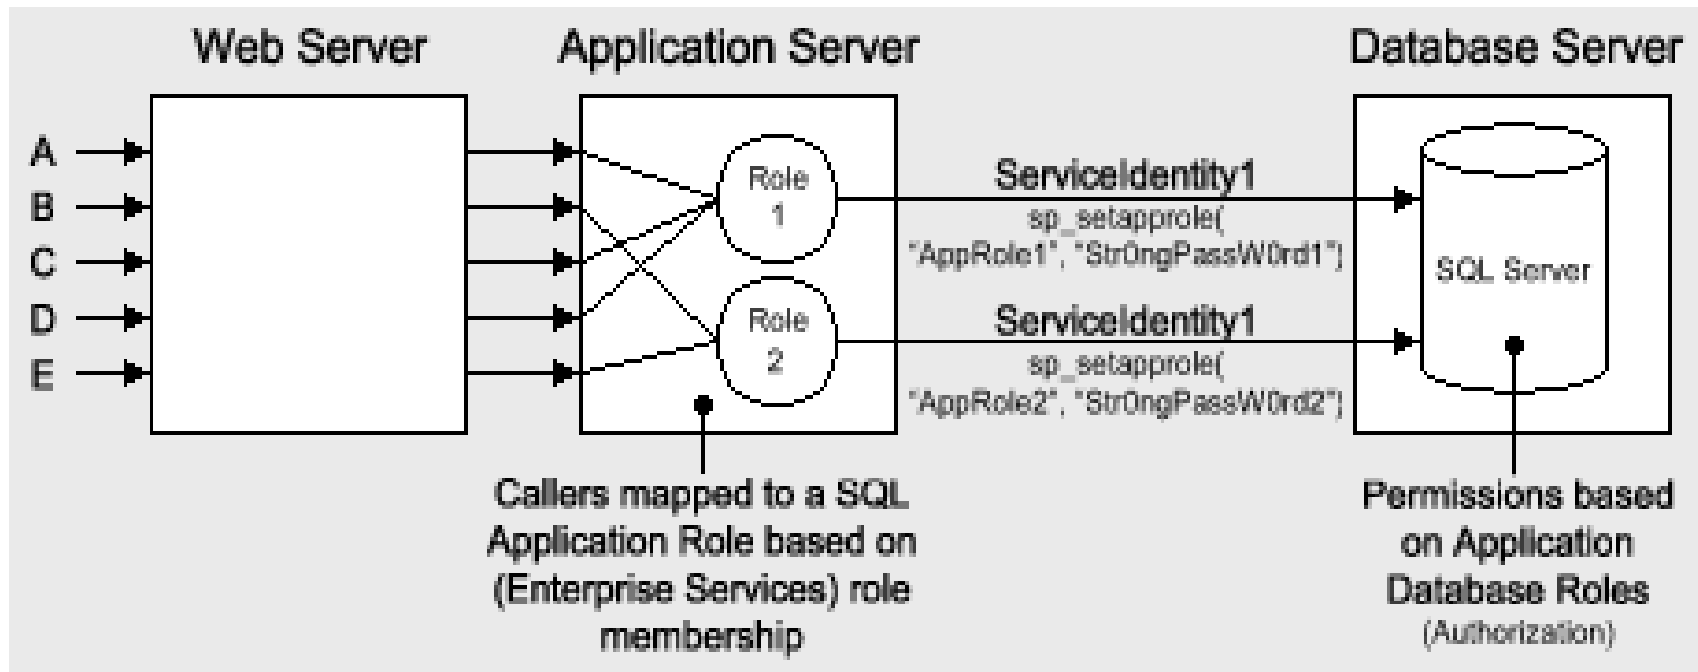 Web Server
Application Server
Database Server
A
B
C
D
E
Role
1
Role
2
ServiceIdentity1
sp_setapprole(
"AppRole1", "Str0ngPassW0rd1")
ServiceIdentity1
sp_setapprole(
"AppRole2", "Str0ngPassW0rd2")
SQL Server
Callers mapped to a SQL
Application Role based on
(Enterprise Services) role
membership
Permissions based
on Application
Database Roles
(Authorization)